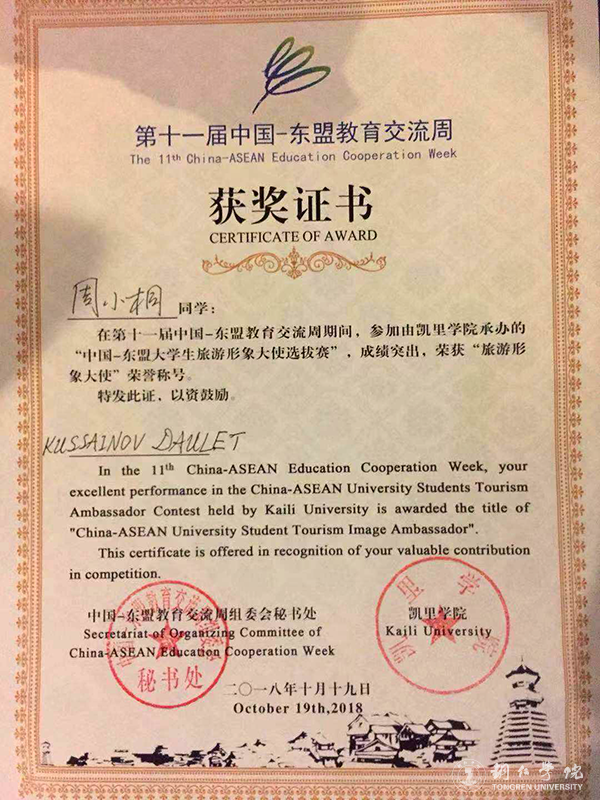 第十一届中国-东盟教育交流周
The 11th China-ASEAN Education Cooperation Week
获奖证书
CERTIFICATE OF AWARD
周小桐 同学：
在第十一届中国-东盟教育交流周期间，参加由凯里学院承办的
“中国-东盟大学生旅游形象大使选拔赛”，成绩突出，荣获“旅游形
象大使”荣誉称号。
特发此证，以资鼓励。
KUSSAINOV DAULET
In the 11th China-ASEAN Education Cooperation Week, your
excellent performance in the China-ASEAN University Students Tourism
Ambassador Contest held by Kaili University is awarded the title of
"China-ASEAN University Student Tourism Image Ambassador".
This certificate is offered in recognition of your valuable contribution
in competition.
中国-东盟教育交流周组委会秘书处
Secretariat of Organizing Committee of
China-ASEAN Education Cooperation Week
秘书处
凯里学院
Kaili University
凯里学院
二〇一八年十月十九日
October 19th,2018
铜仁学院
TONGREN UNIVERSITY